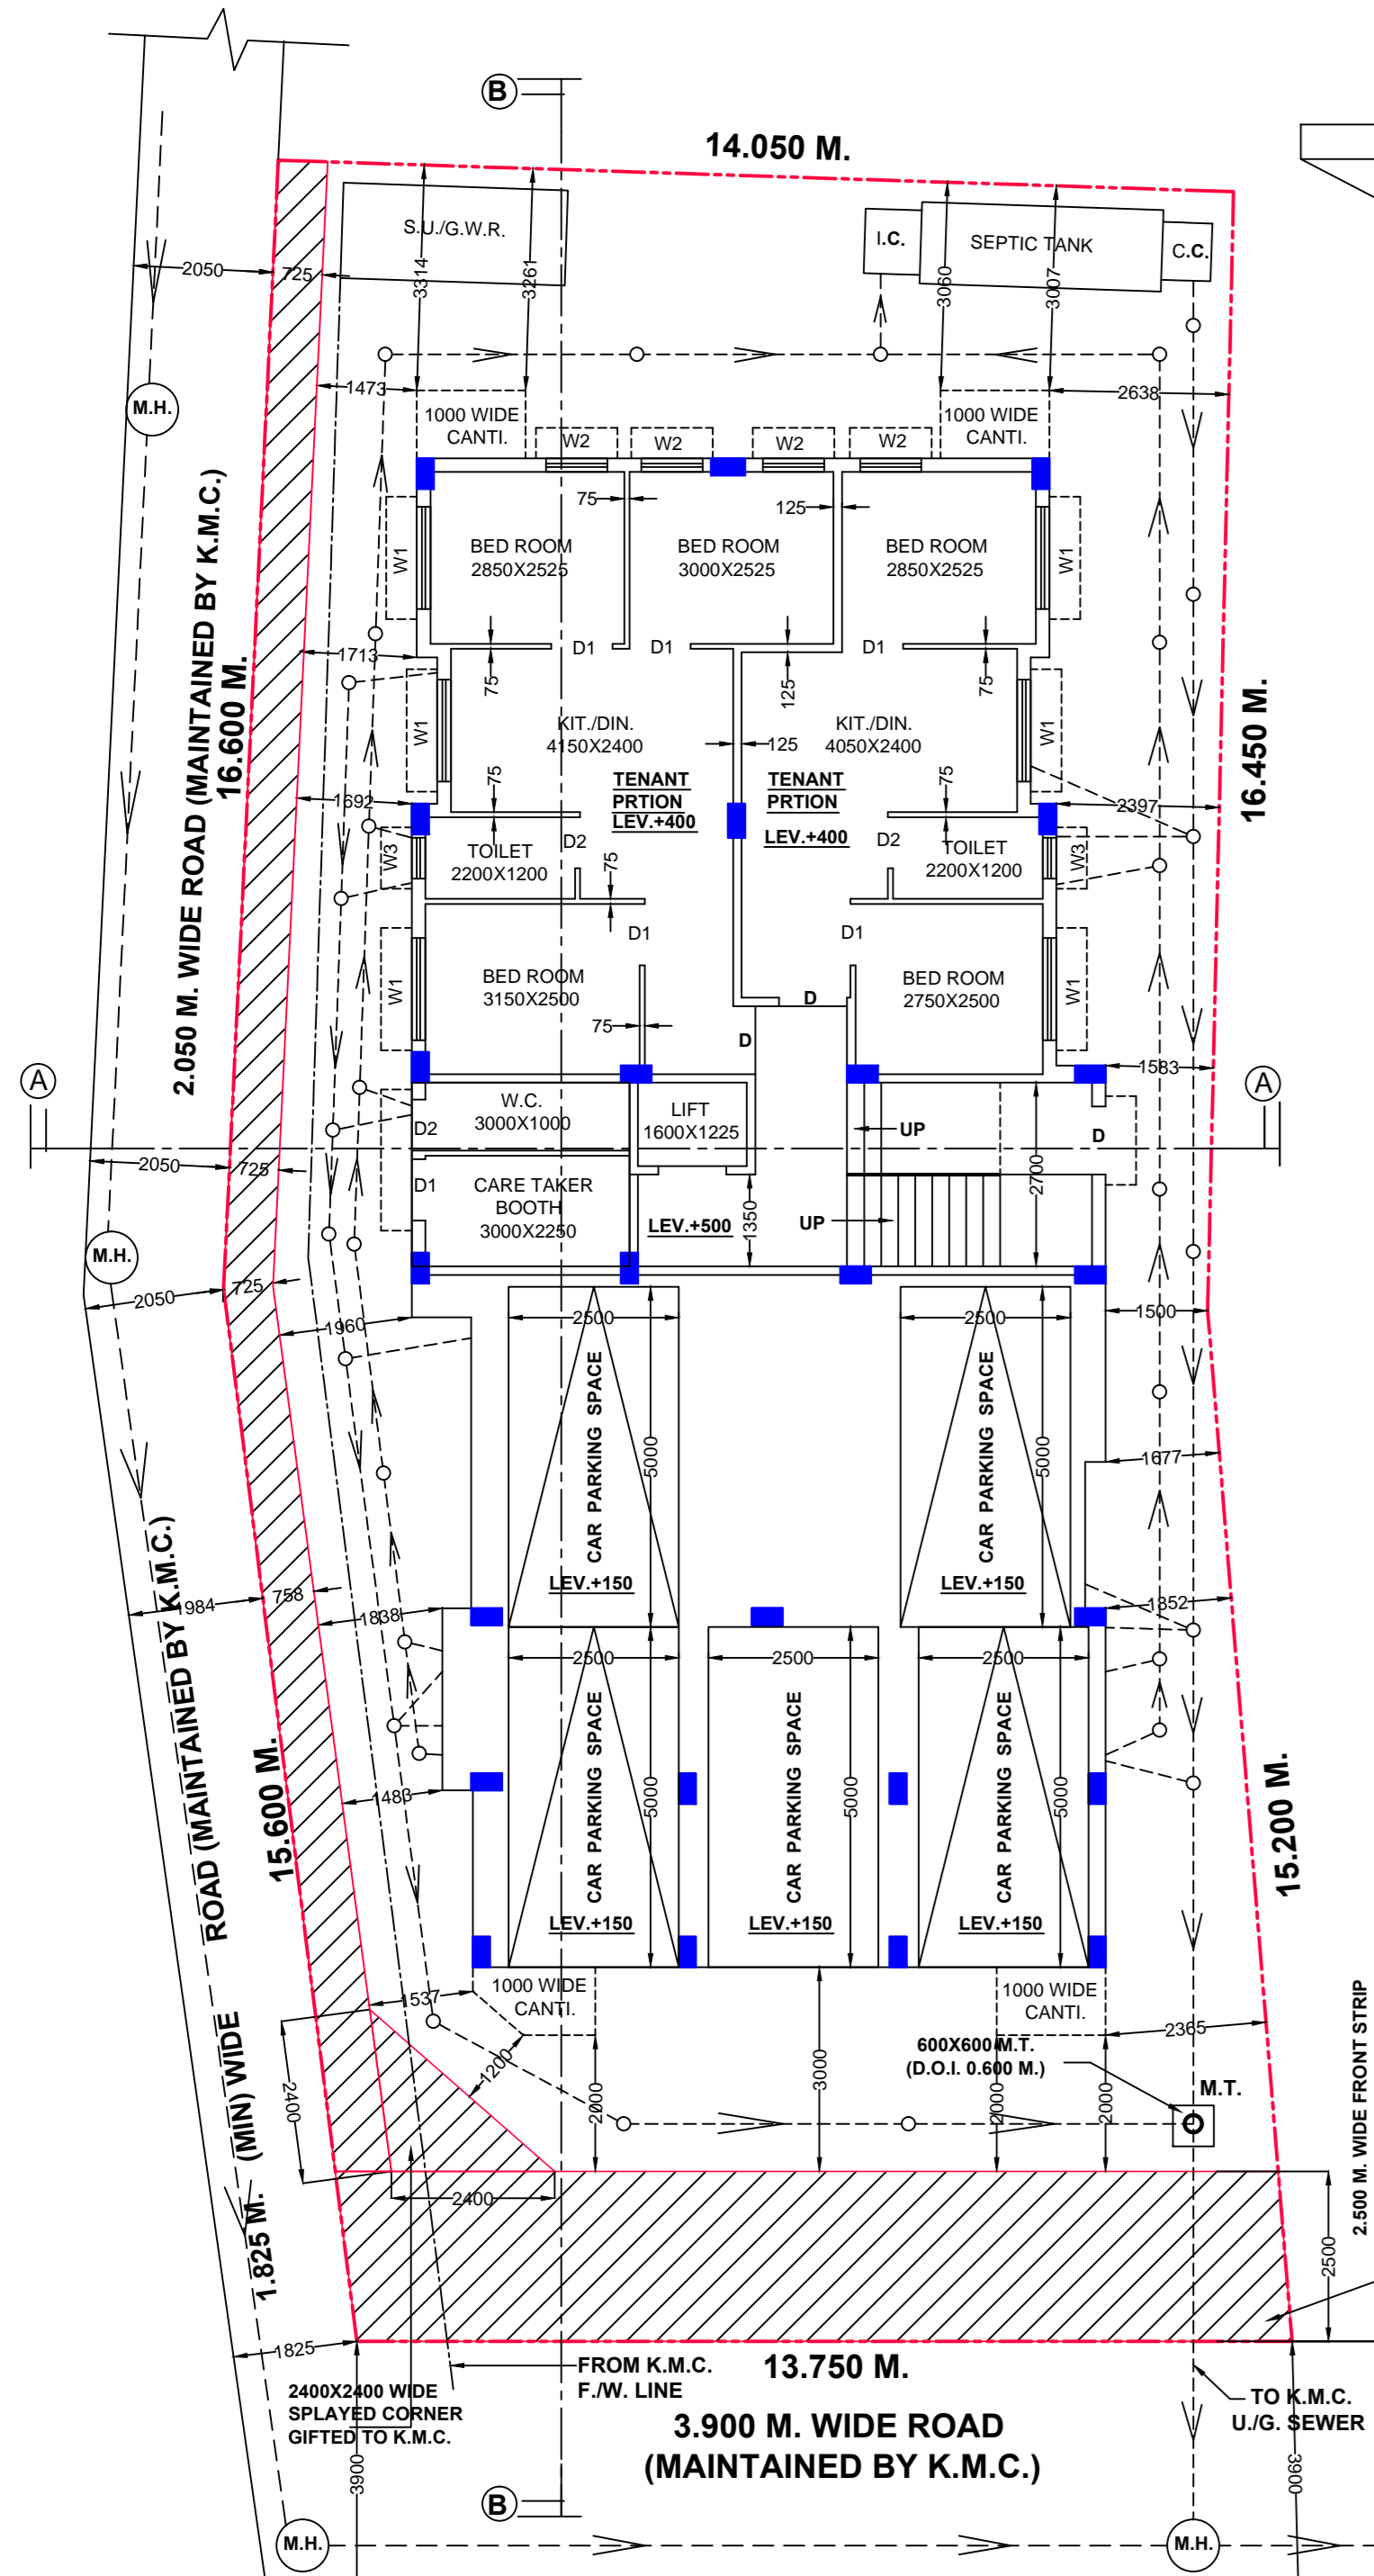 B
14.050 M.
S.U./G.W.R.
I.C.
SEPTIC TANK
C.C.
2050
725
3314
3261
3060
3007
1473
2638
M.H.
1000 WIDE
CANTI.
1000 WIDE
CANTI.
W2
W2
W2
W2
75
125
W1
BED ROOM
2850X2525
BED ROOM
3000X2525
BED ROOM
2850X2525
W1
2.050 M. WIDE ROAD (MAINTAINED BY K.M.C.)
16.600 M.
D1
D1
D1
1713
75
125
75
W1
KIT./DIN.
4150X2400
KIT./DIN.
4050X2400
W1
125
16.450 M.
TENANT
PRTION
LEV.+400
TENANT
PRTION
LEV.+400
75
75
1692
2397
W3
TOILET
2200X1200
D2
75
D2
TOILET
2200X1200
W3
D1
D1
W1
BED ROOM
3150X2500
BED ROOM
2750X2500
W1
D
75
D
1583
A
A
W.C.
3000X1000
D2
LIFT
1600X1225
UP
D
2700
2050
725
D1
CARE TAKER
BOOTH
3000X2250
LEV.+500
1350
UP
M.H.
2050
725
1960
2500
2500
1500
CAR PARKING SPACE
5000
CAR PARKING SPACE
5000
1677
LEV.+150
LEV.+150
1984
758
1838
1852
ROAD (MAINTAINED BY K.M.C.)
2500
2500
2500
15.600 M.
CAR PARKING SPACE
5000
CAR PARKING SPACE
5000
CAR PARKING SPACE
5000
1483
15.200 M.
LEV.+150
LEV.+150
LEV.+150
1537
1000 WIDE
CANTI.
1000 WIDE
CANTI.
2365
600X600 M.T.
(D.O.I. 0.600 M.)
1200
2400
2000
3000
2000
2000
M.T.
2.500 M. WIDE FRONT STRIP
1.825 M. (MIN) WIDE
2400
2500
1825
FROM K.M.C.
F./W. LINE
13.750 M.
2400X2400 WIDE
SPLAYED CORNER
GIFTED TO K.M.C.
TO K.M.C.
U./G. SEWER
3.900 M. WIDE ROAD
(MAINTAINED BY K.M.C.)
3900
3900
B
M.H.
M.H.